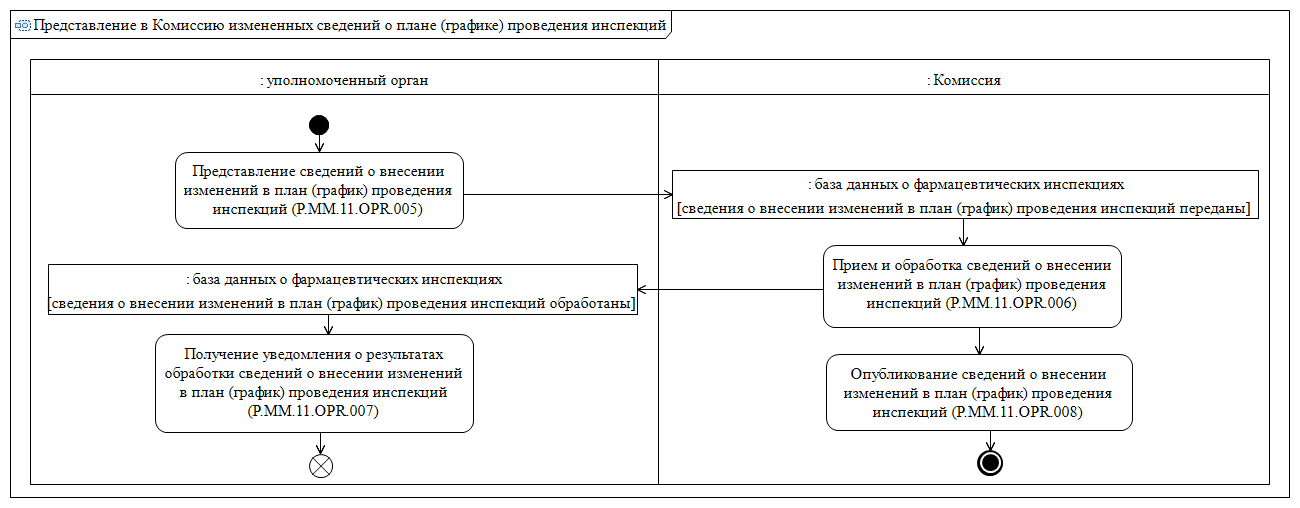 Представление в Комиссию измененных сведений о плане (графике) проведения инспекций
: уполномоченный орган
: Комиссия
Представление сведений о внесении
изменений в план (график) проведения
инспекций (P.MM.11.OPR.005)
: база данных о фармацевтических инспекциях
[сведения о внесении изменений в план (график) проведения инспекций переданы]
Прием и обработка сведений о внесении
изменений в план (график) проведения
инспекций (P.MM.11.OPR.006)
: база данных о фармацевтических инспекциях
[сведения о внесении изменений в план (график) проведения инспекций обработаны]
Получение уведомления о результатах
обработки сведений о внесении изменений
в план (график) проведения инспекций
(P.MM.11.OPR.007)
Опубликование сведений о внесении
изменений в план (график) проведения
инспекций (P.MM.11.OPR.008)